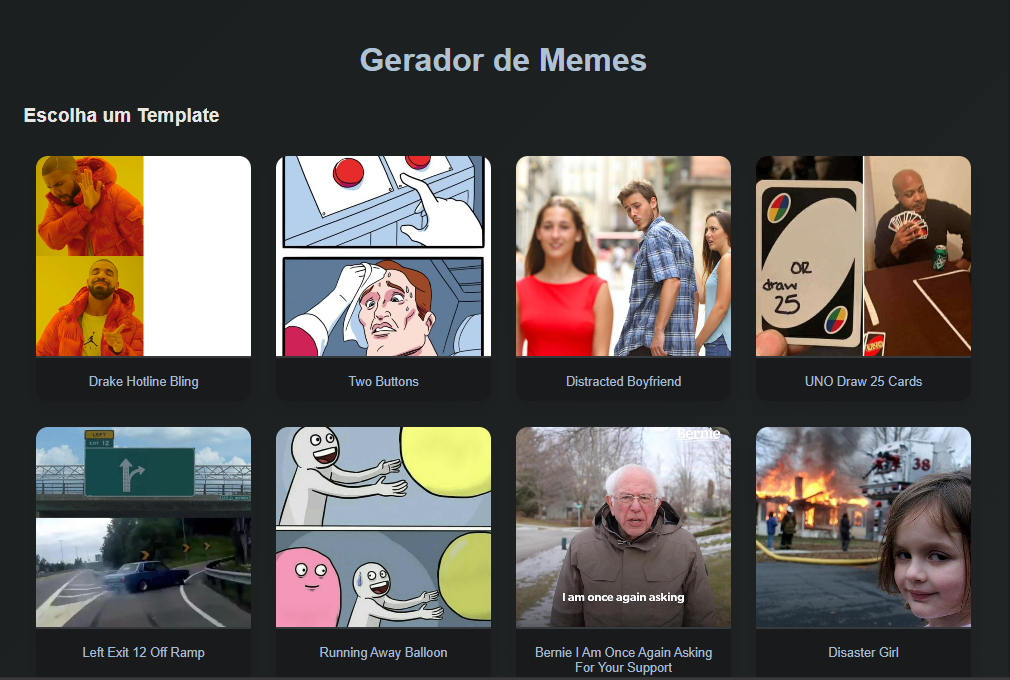 Gerador de Memes
Escolha um Template
OR
draw
25
UNO
Drake Hotline Bling
Two Buttons
Distracted Boyfriend
UNO Draw 25 Cards
LEFT
EXIT 12
Bernie
38
I am once again asking
Left Exit 12 Off Ramp
Running Away Balloon
Bernie I Am Once Again Asking
For Your Support
Disaster Girl